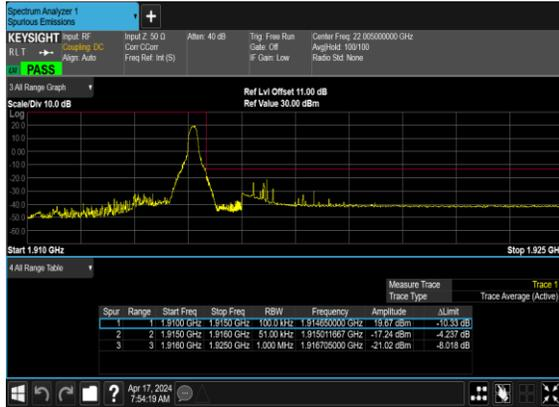 Spectrum Analyzer 1
Spurious Emissions
+
KEYSIGHT Input: RF Input Z: 50 Ω Atten: 40 dB Trig: Free Run Center Freq: 22.005000000 GHz
RLT Coupling: DC Corr CCorr Gate: Off Avg|Hold: 100/100
Align: Auto Freq Ref: Int (S) IF Gain: Low Radio Std: None
PASS
3 All Range Graph
Ref Lvl Offset 11.00 dB
Scale/Div 10.0 dB Ref Value 30.00 dBm
Log
20.0
10.0
0.00
-10.0
-20.0
-30.0
-40.0
-50.0
-60.0
Start 1.910 GHz Stop 1.925 GH
4 All Range Table
Measure Trace Trace 1
Trace Type Trace Average (Active)
Spur Range Start Freq Stop Freq RBW Frequency Amplitude ΔLimit
1 1 1.9100 GHz 1.9150 GHz 100.0 kHz 1.914650000 GHz 19.67 dBm -10.33 dB
2 2 1.9150 GHz 1.9160 GHz 51.00 kHz 1.915011667 GHz -17.24 dBm -4.237 dB
3 3 1.9160 GHz 1.9250 GHz 1.000 MHz 1.916705000 GHz -21.02 dBm -8.018 dB
?
Apr 17, 2024
7:54:19 AM